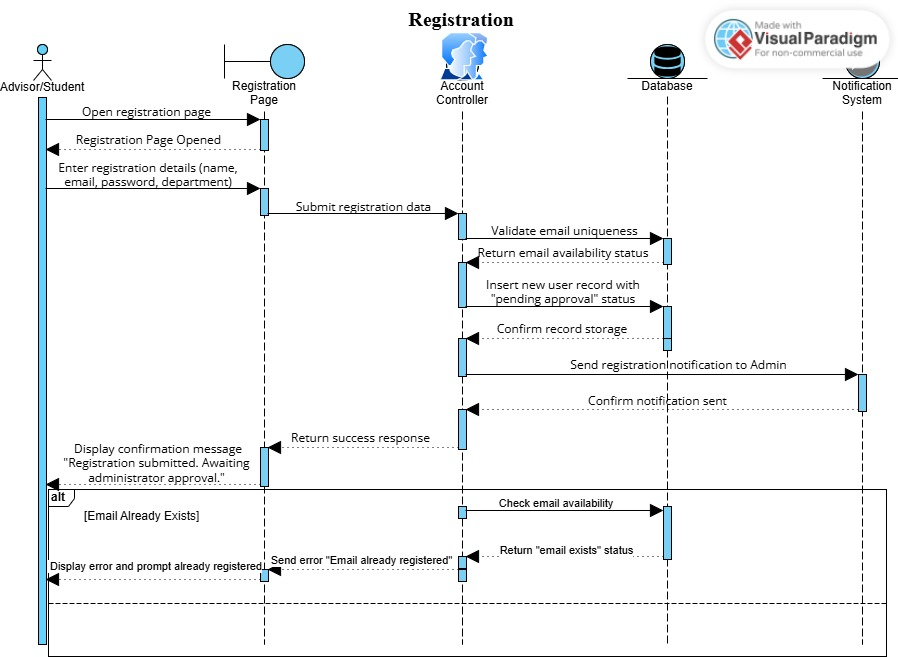 Registration
Made with
VisualParadigm
For non-commercial use
Advisor/Student
Registration
Page
Account
Controller
Database
Notification
System
Open registration page
Registration Page Opened
Enter registration details (name,
email, password, department)
Submit registration data
Validate email uniqueness
Return email availability status
Insert new user record with
"pending approval" status
Confirm record storage
Send registration notification to Admin
Confirm notification sent
Return success response
Display confirmation message
"Registration submitted. Awaiting
administrator approval."
alt
[Email Already Exists]
Check email availability
Return "email exists" status
Send error "Email already registered"
Display error and prompt already registered